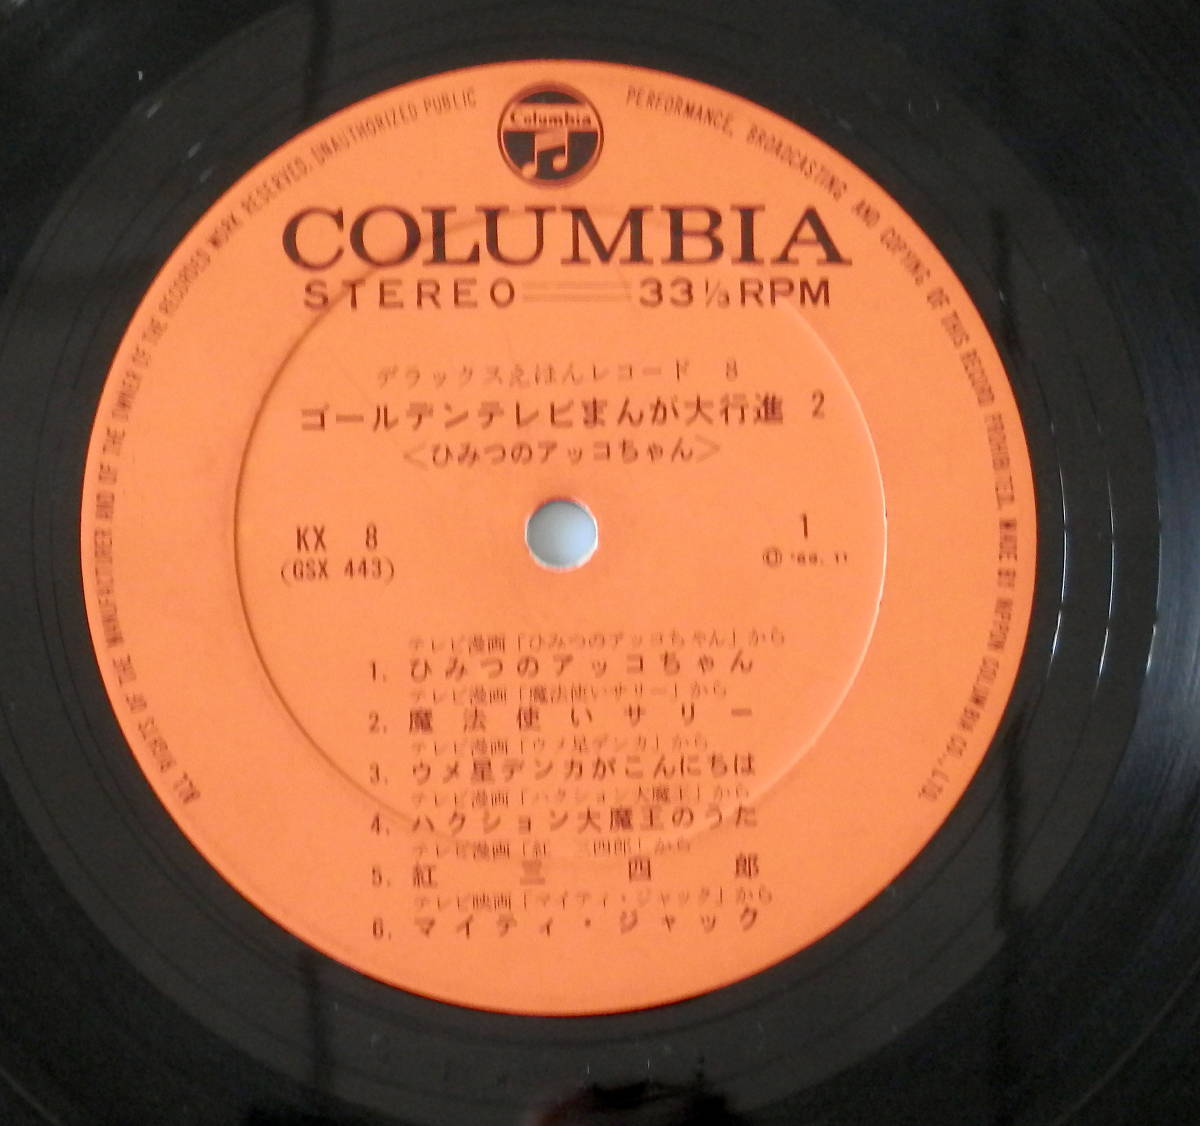 ALL RIGHTS OF THE MANUFACTURER AND OF THE OWNER OF THE RECORDED WORK RESERVED. UNAUTHORIZED PUBLIC PERFORMANCE, BROADCASTING AND COPYING OF THIS RECORD PROHIBITED. MADE BY NIPPON COLUMBIA CO., LTD.
Columbia
COLUMBIA
STEREO 33⅓RPM
デラックスえほんレコード 8
ゴールデンテレビまんが大行進 2
<ひみつのアッコちゃん>
KX 8 1
(GSX 443) © '69. 11
テレビ漫画「ひみつのアッコちゃん」から
1. ひみつのアッコちゃん
テレビ漫画「魔法使いサリー」から
2. 魔法使いサリー
テレビ漫画「ウメ星デンカ」から
3. ウメ星デンカがこんにちは
テレビ漫画「ハクション大魔王」から
4. ハクション大魔王のうた
テレビ漫画「紅 三四郎」から
5. 紅三四郎
テレビ映画「マイティ・ジャック」から
6. マイティ・ジャック